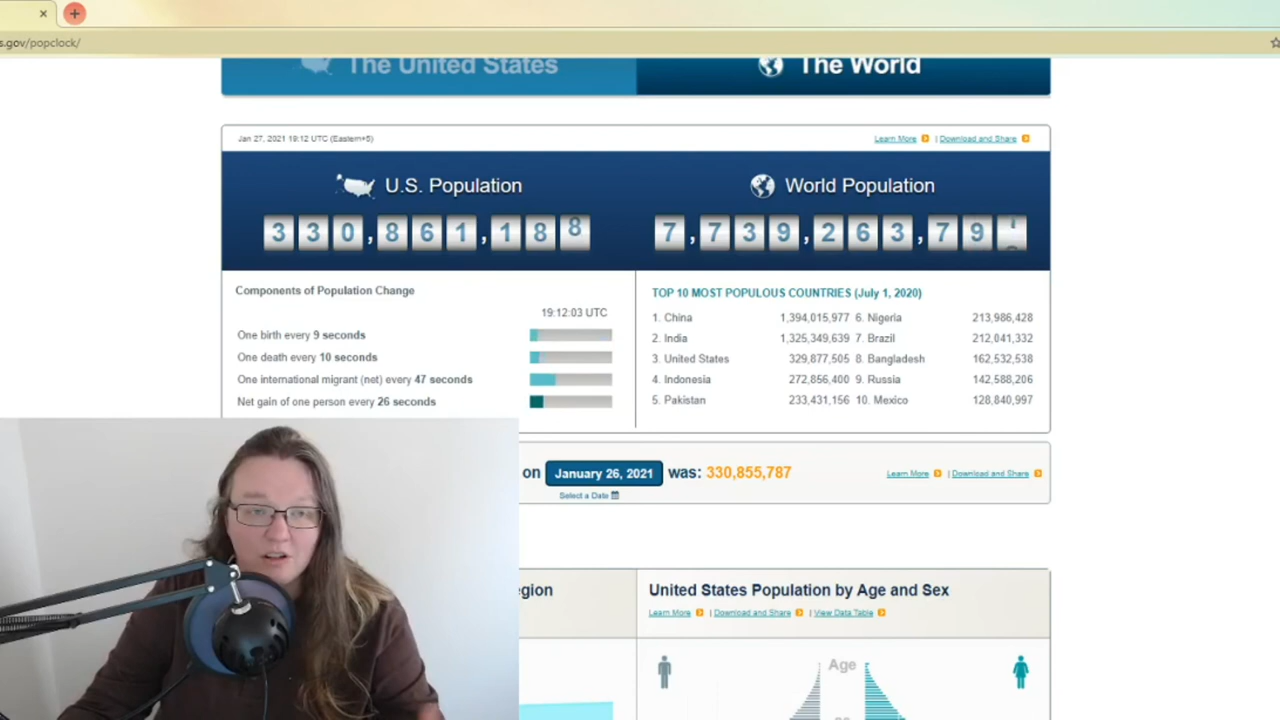 s.gov/popclock/
The United States
The World
Jan 27, 2021 19:12 UTC (Eastern+5)
Learn More | Download and Share
U.S. Population
330,861,188
World Population
7,739,263,79
Components of Population Change
19:12:03 UTC
One birth every 9 seconds
One death every 10 seconds
One international migrant (net) every 47 seconds
Net gain of one person every 26 seconds
TOP 10 MOST POPULOUS COUNTRIES (July 1, 2020)
1. China 1,394,015,977 6. Nigeria 213,986,428
2. India 1,325,349,639 7. Brazil 212,041,332
3. United States 329,877,505 8. Bangladesh 162,532,538
4. Indonesia 272,856,400 9. Russia 142,588,206
5. Pakistan 233,431,156 10. Mexico 128,840,997
on January 26, 2021 was: 330,855,787
Select a Date
Learn More | Download and Share
egion
United States Population by Age and Sex
Learn More | Download and Share | View Data Table
Age